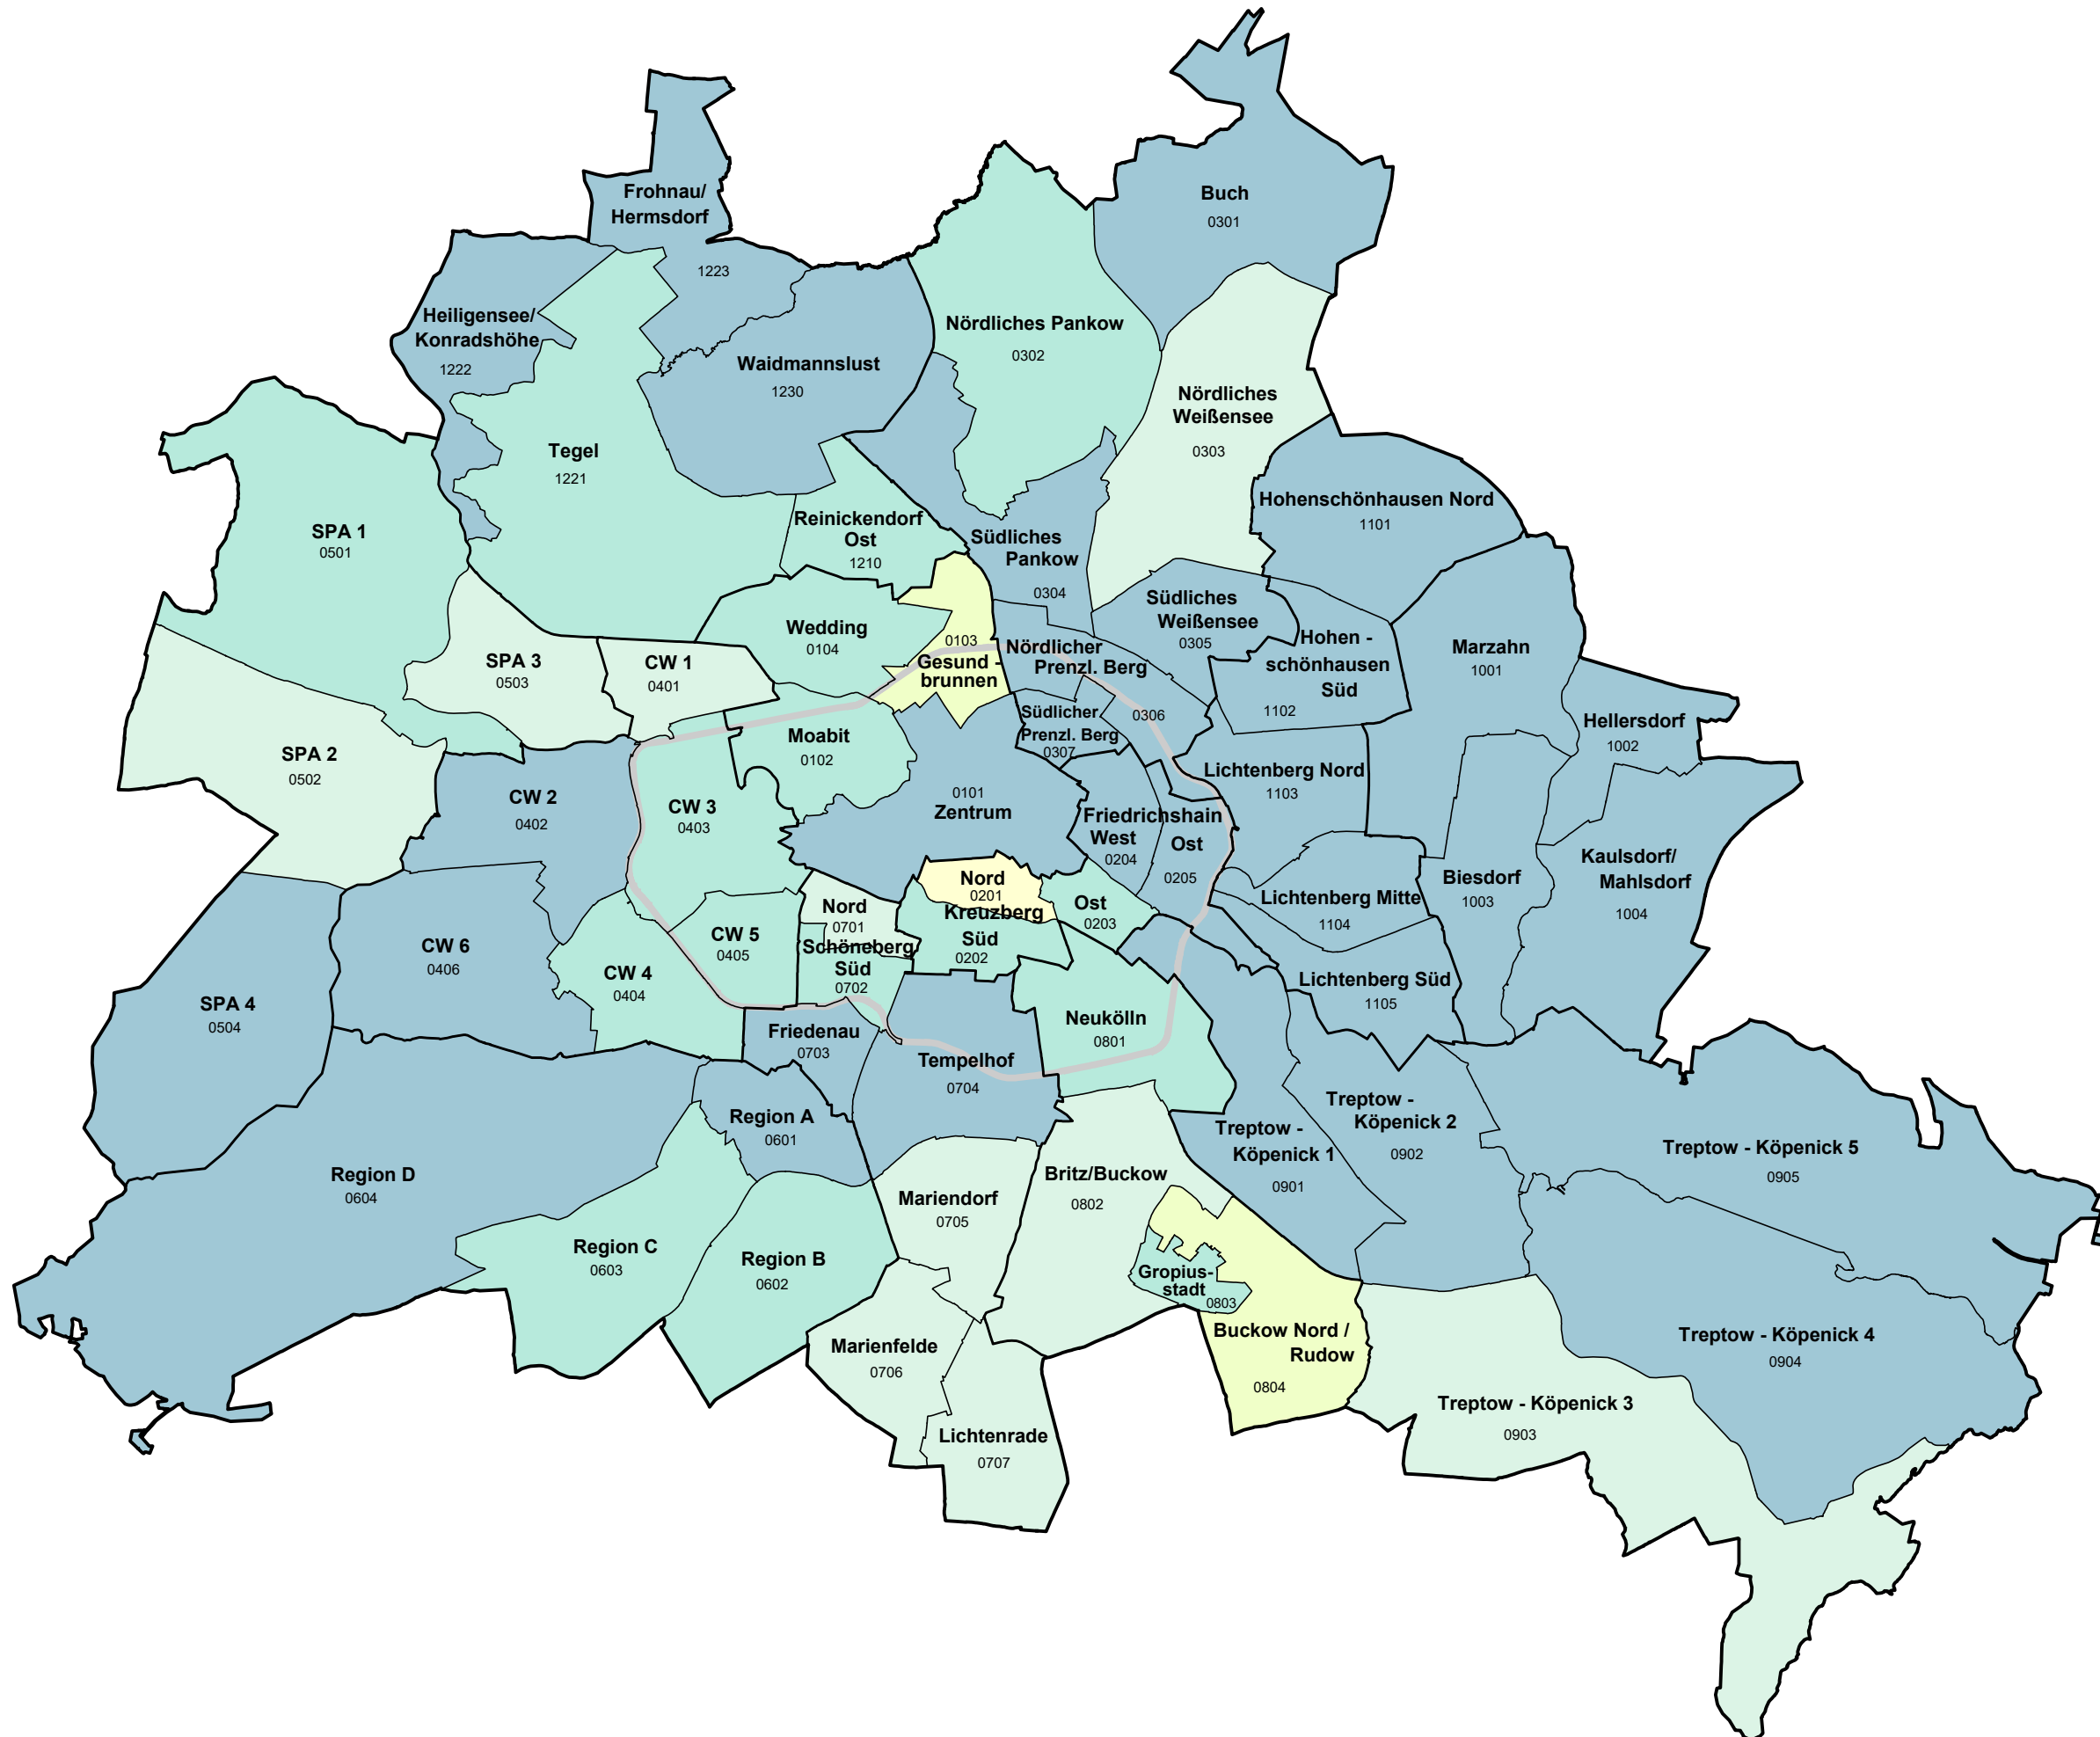 Frohnau/
Hermsdorf
1223
Buch
0301
Heiligensee/
Konradshöhe
1222
Nördliches Pankow
0302
Waidmannslust
1230
Nördliches
Weißensee
0303
Tegel
1221
Hohenschönhausen Nord
1101
SPA 1
0501
Reinickendorf
Ost
1210
Südliches
Pankow
0304
Südliches
Weißensee
0305
Wedding
0104
0103
Gesund -
brunnen
Nördlicher
Prenzl. Berg
0306
Hohen -
schönhausen
Süd
1102
Marzahn
1001
SPA 3
0503
CW 1
0401
Südlicher
Prenzl. Berg
0307
Hellersdorf
1002
SPA 2
0502
Moabit
0102
Lichtenberg Nord
1103
CW 2
0402
CW 3
0403
0101
Zentrum
Friedrichshain
West
0204
Ost
0205
Kaulsdorf/
Mahlsdorf
1004
Biesdorf
1003
Nord
0201
Kreuzberg
Süd
0202
Ost
0203
Lichtenberg Mitte
1104
Nord
0701
Schöneberg
Süd
0702
CW 5
0405
CW 6
0406
CW 4
0404
Lichtenberg Süd
1105
SPA 4
0504
Friedenau
0703
Neukölln
0801
Tempelhof
0704
Region A
0601
Treptow -
Köpenick 1
0901
Treptow -
Köpenick 2
0902
Treptow - Köpenick 5
0905
Region D
0604
Britz/Buckow
0802
Mariendorf
0705
Region C
0603
Region B
0602
Gropius-
stadt
0803
Buckow Nord /
Rudow
0804
Treptow - Köpenick 4
0904
Marienfelde
0706
Treptow - Köpenick 3
0903
Lichtenrade
0707